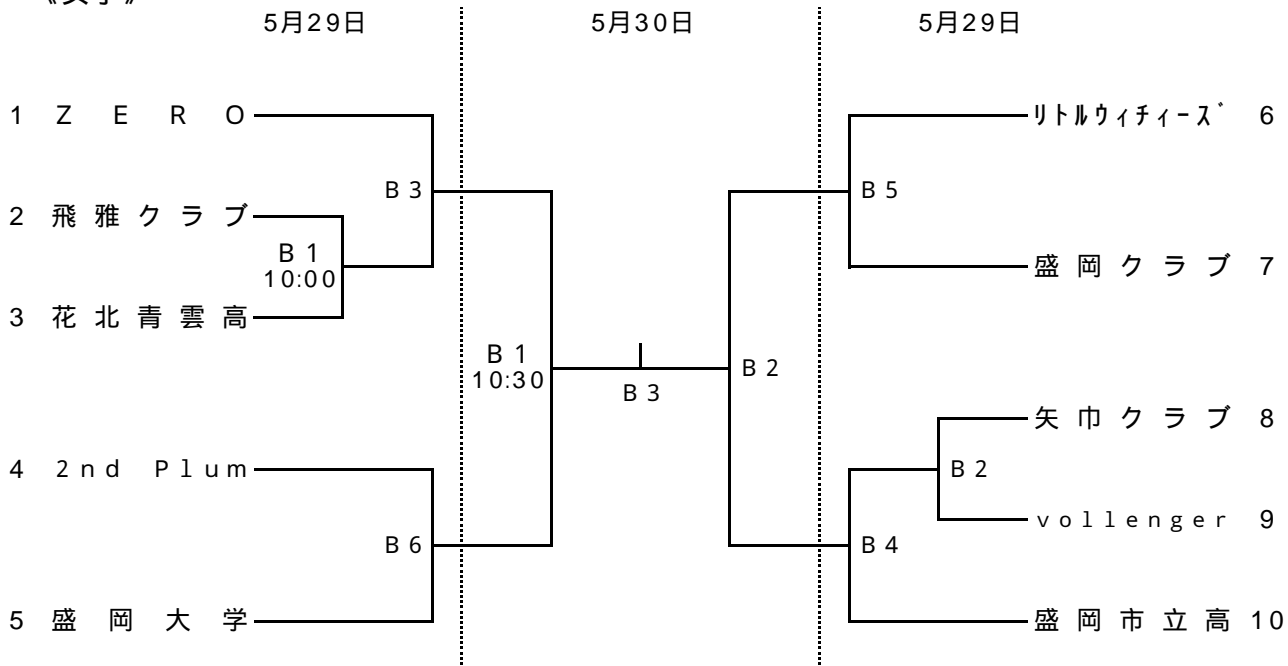 5月29日 5月30日 5月29日
1 ZERO リトルウィチィーズ 6
B3 B5
2 飛雅クラブ
B1
10:00
盛岡クラブ 7
3 花北青雲高
B1
10:30
B2
B3
矢巾クラブ 8
4 2nd Plum
B2
vollenger 9
B6 B4
5 盛岡大学 盛岡市立高 10